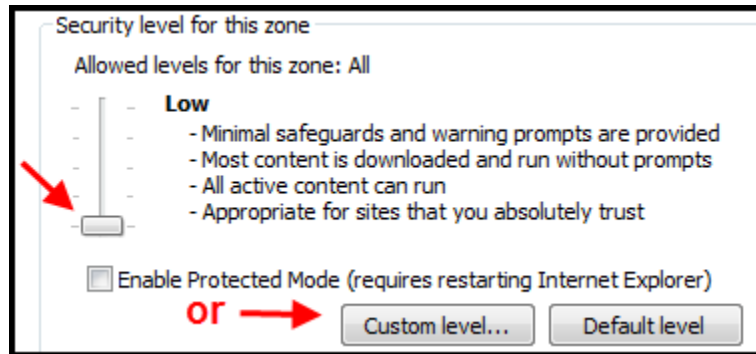 Security level for this zone
Allowed levels for this zone: All
Low
- Minimal safeguards and warning prompts are provided
- Most content is downloaded and run without prompts
- All active content can run
- Appropriate for sites that you absolutely trust
Enable Protected Mode (requires restarting Internet Explorer)
or
Custom level... Default level